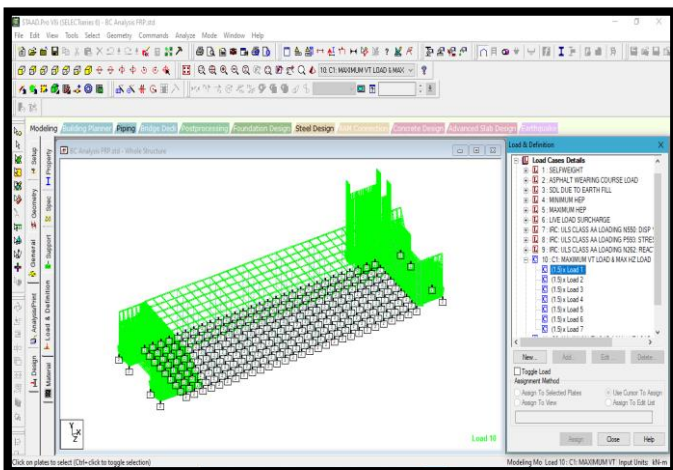 STAAD.Pro V8i (SELECTseries 6) - BC Analysis FRP.std
File Edit View Tools Select Geometry Commands Analyze Mode Window Help
10: C1: MAXIMUM VT LOAD & MAX
Modeling Building Planner Piping Bridge Deck Postprocessing Foundation Design Steel Design RAM Connection Concrete Design Advanced Slab Design Earthquake
Setup
Geometry
General
Analysis/Print
Design
Property
Spec
Support
Load & Definition
Material
BC Analysis FRP.std - Whole Structure
Y
X
Z
Load 10
Load & Definition
Load Cases Details
1 : SELFWEIGHT
2 : ASPHALT WEARING COURSE LOAD
3 : SDL DUE TO EARTH FILL
4 : MINIMUM HEP
5 : MAXIMUM HEP
6 : LIVE LOAD SURCHARGE
7 : IRC: ULS CLASS AA LOADING N550: DISP Y
8 : IRC: ULS CLASS AA LOADING P593: STRES
9 : IRC: ULS CLASS AA LOADING N262: REAC
10 : C1: MAXIMUM VT LOAD & MAX HZ LOAD
(1.5) x Load 1
(1.5) x Load 2
(1.5) x Load 3
(1.5) x Load 4
(1.5) x Load 5
(1.5) x Load 6
(1.5) x Load 7
New... Add... Edit... Delete...
Toggle Load
Assignment Method
Assign To Selected Plates Use Cursor To Assign
Assign To View Assign To Edit List
Assign Close Help
Click on plates to select (Ctrl+click to toggle selection) Modeling Mo Load 10 : C1: MAXIMUM VT Input Units kN-m